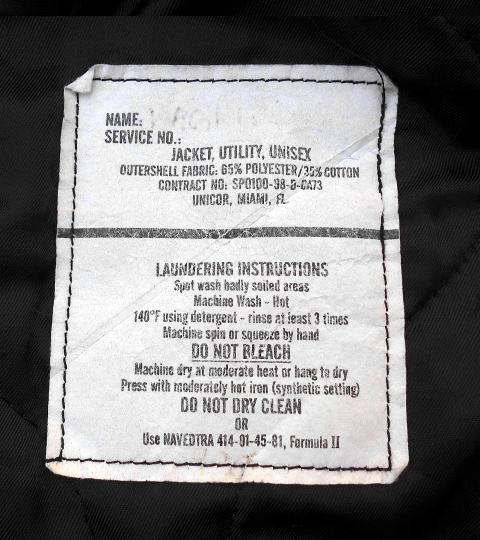 NAME:
SERVICE NO.:
JACKET, UTILITY, UNISEX
OUTERSHELL FABRIC: 65% POLYESTER/35% COTTON
CONTRACT NO: SPO100-98-D-CA73
UNICOR, MIAMI, FL
LAUNDERING INSTRUCTIONS
Spot wash badly soiled areas
Machine Wash - Hot
140°F using detergent - rinse at least 3 times
Machine spin or squeeze by hand
DO NOT BLEACH
Machine dry at moderate heat or hang to dry
Press with moderately hot iron (synthetic setting)
DO NOT DRY CLEAN
OR
Use NAVEDTRA 414-01-45-81, Formula II